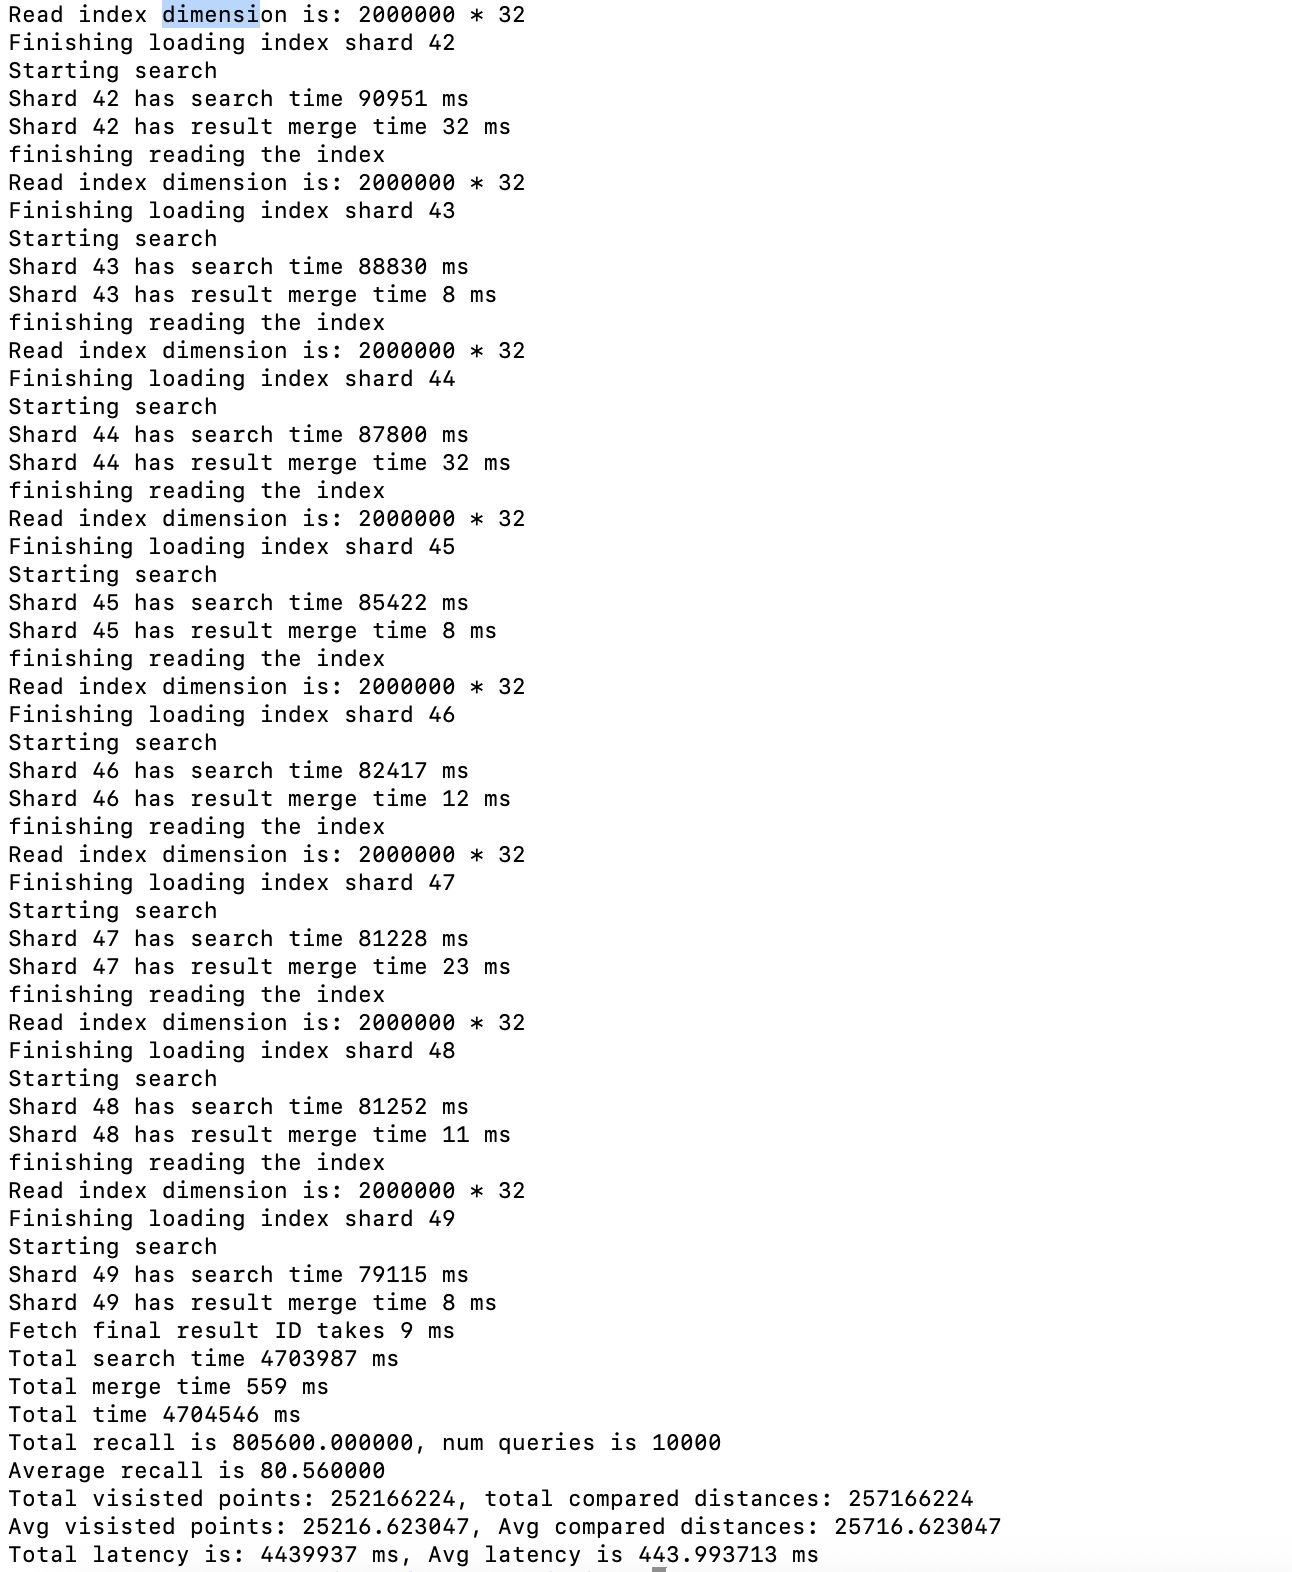 Read index dimension is: 2000000 * 32
Finishing loading index shard 42
Starting search
Shard 42 has search time 90951 ms
Shard 42 has result merge time 32 ms
finishing reading the index
Read index dimension is: 2000000 * 32
Finishing loading index shard 43
Starting search
Shard 43 has search time 88830 ms
Shard 43 has result merge time 8 ms
finishing reading the index
Read index dimension is: 2000000 * 32
Finishing loading index shard 44
Starting search
Shard 44 has search time 87800 ms
Shard 44 has result merge time 32 ms
finishing reading the index
Read index dimension is: 2000000 * 32
Finishing loading index shard 45
Starting search
Shard 45 has search time 85422 ms
Shard 45 has result merge time 8 ms
finishing reading the index
Read index dimension is: 2000000 * 32
Finishing loading index shard 46
Starting search
Shard 46 has search time 82417 ms
Shard 46 has result merge time 12 ms
finishing reading the index
Read index dimension is: 2000000 * 32
Finishing loading index shard 47
Starting search
Shard 47 has search time 81228 ms
Shard 47 has result merge time 23 ms
finishing reading the index
Read index dimension is: 2000000 * 32
Finishing loading index shard 48
Starting search
Shard 48 has search time 81252 ms
Shard 48 has result merge time 11 ms
finishing reading the index
Read index dimension is: 2000000 * 32
Finishing loading index shard 49
Starting search
Shard 49 has search time 79115 ms
Shard 49 has result merge time 8 ms
Fetch final result ID takes 9 ms
Total search time 4703987 ms
Total merge time 559 ms
Total time 4704546 ms
Total recall is 805600.000000, num queries is 10000
Average recall is 80.560000
Total visisted points: 252166224, total compared distances: 257166224
Avg visisted points: 25216.623047, Avg compared distances: 25716.623047
Total latency is: 4439937 ms, Avg latency is 443.993713 ms